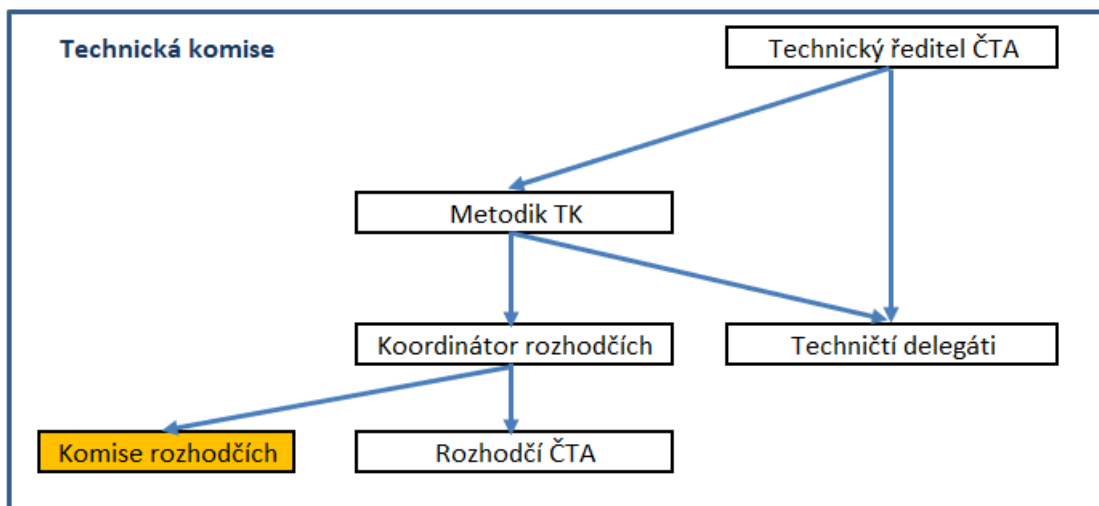 Technická komise
Technický ředitel ČTA
Metodik TK
Koordinátor rozhodčích
Techničtí delegáti
Komise rozhodčích
Rozhodčí ČTA